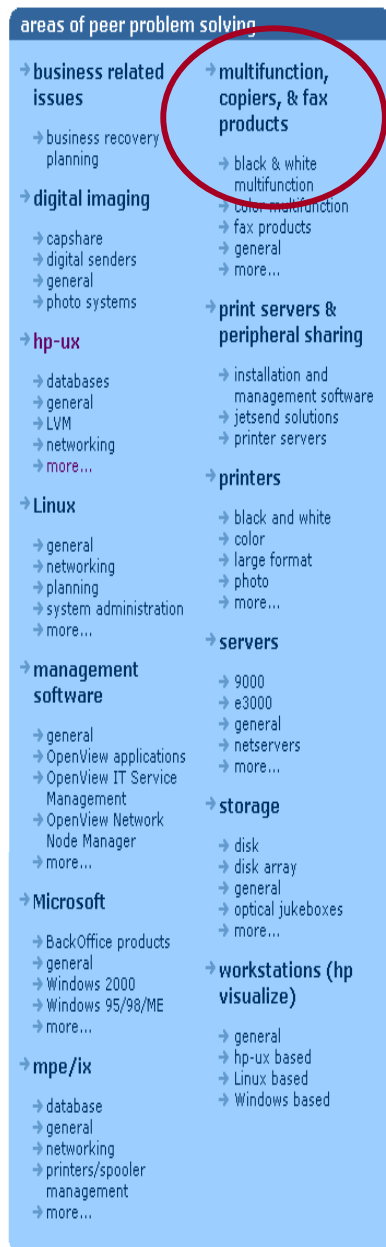 areas of peer problem solving
business related
issues
business recovery
planning
digital imaging
capshare
digital senders
general
photo systems
hp-ux
databases
general
LVM
networking
more...
Linux
general
networking
planning
system administration
more...
management
software
general
OpenView applications
OpenView IT Service
Management
OpenView Network
Node Manager
more...
Microsoft
BackOffice products
general
Windows 2000
Windows 95/98/ME
more...
mpe/ix
database
general
networking
printers/spooler
management
more...
multifunction,
copiers, & fax
products
black & white
multifunction
color multifunction
fax products
general
more...
print servers &
peripheral sharing
installation and
management software
jetsend solutions
printer servers
printers
black and white
color
large format
photo
more...
servers
9000
e3000
general
netservers
more...
storage
disk
disk array
general
optical jukeboxes
more...
workstations (hp
visualize)
general
hp-ux based
Linux based
Windows based